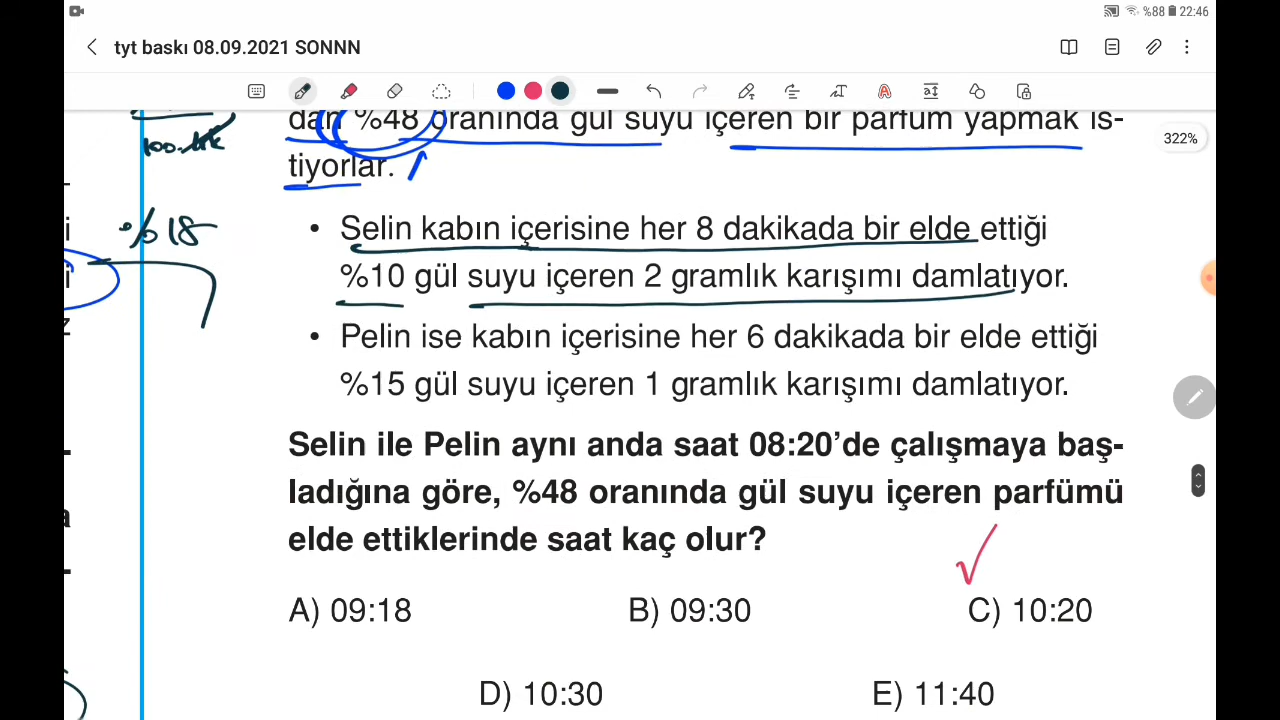 %88 22:46
tyt baskı 08.09.2021 SONNN
dan %48 oranında gül suyu içeren bir parfüm yapmak is-
322%
tiyorlar.
100.
%18
• Selin kabın içerisine her 8 dakikada bir elde ettiği
%10 gül suyu içeren 2 gramlık karışımı damlatıyor.
• Pelin ise kabın içerisine her 6 dakikada bir elde ettiği
%15 gül suyu içeren 1 gramlık karışımı damlatıyor.
Selin ile Pelin aynı anda saat 08:20’de çalışmaya baş-
ladığına göre, %48 oranında gül suyu içeren parfümü
elde ettiklerinde saat kaç olur?
A) 09:18 B) 09:30 C) 10:20
D) 10:30 E) 11:40